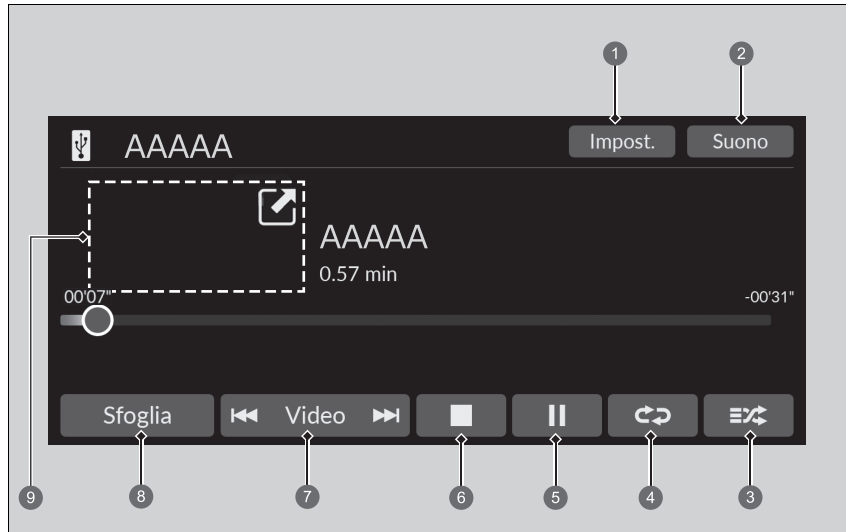 1 2
AAAAA Impost. Suono
9 AAAAA
0.57 min
00'07" -00'31"
Sfoglia Video
8 7 6 5 4 3